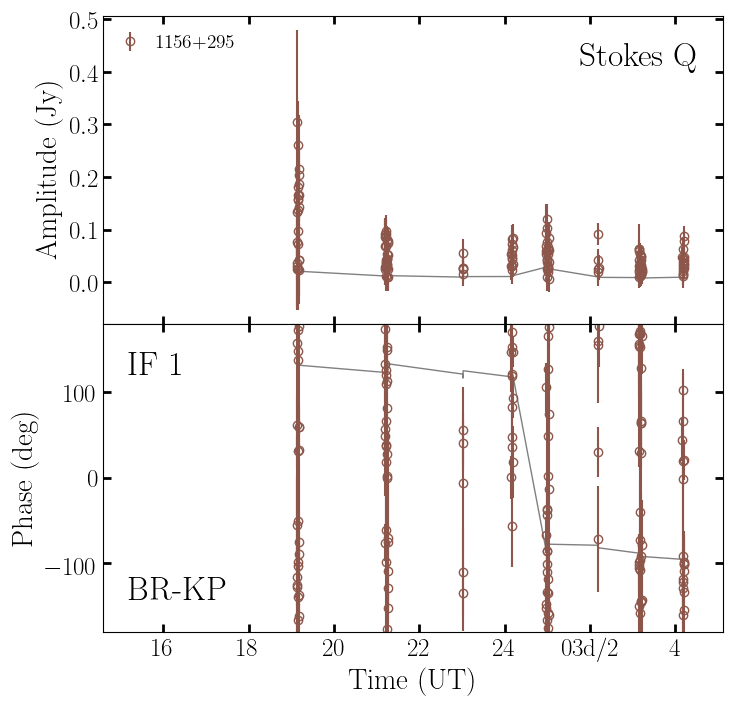 0.5
0.4
0.3
0.2
0.1
0.0
Amplitude (Jy)
1156+295
Stokes Q
IF 1
100
0
−100
Phase (deg)
BR-KP
16 18 20 22 24 03d/2 4
Time (UT)